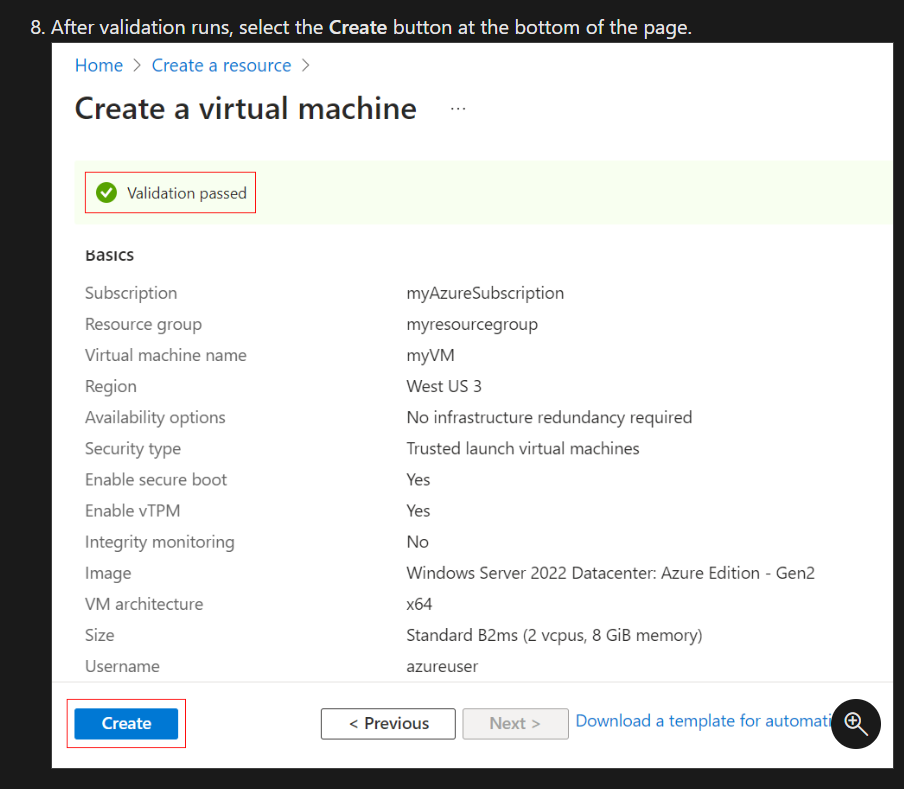 8. After validation runs, select the Create button at the bottom of the page.
Home > Create a resource >
Create a virtual machine ...
Validation passed
Basics
Subscription myAzureSubscription
Resource group myresourcegroup
Virtual machine name myVM
Region West US 3
Availability options No infrastructure redundancy required
Security type Trusted launch virtual machines
Enable secure boot Yes
Enable vTPM Yes
Integrity monitoring No
Image Windows Server 2022 Datacenter: Azure Edition - Gen2
VM architecture x64
Size Standard B2ms (2 vcpus, 8 GiB memory)
Username azureuser
Create < Previous Next > Download a template for automati